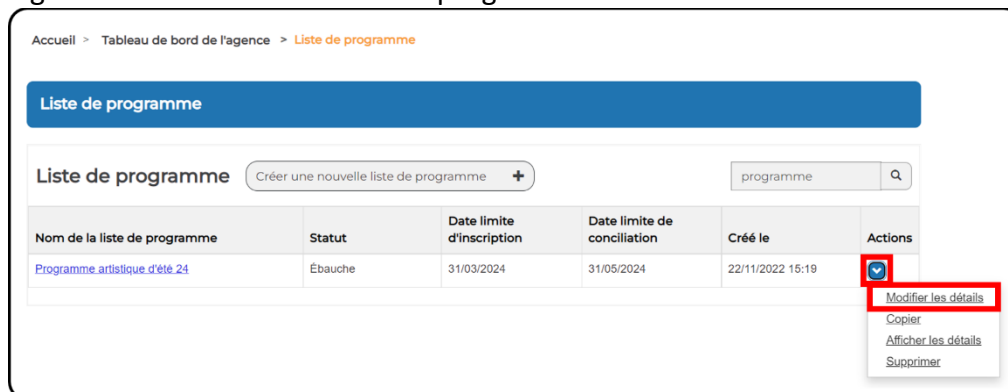 Accueil > Tableau de bord de l'agence > Liste de programme
Liste de programme
Liste de programme Créer une nouvelle liste de programme + programme
Nom de la liste de programme Statut Date limite d'inscription Date limite de conciliation Créé le Actions
Programme artistique d'été 24 Ébauche 31/03/2024 31/05/2024 22/11/2022 15:19
Modifier les détails
Copier
Afficher les détails
Supprimer